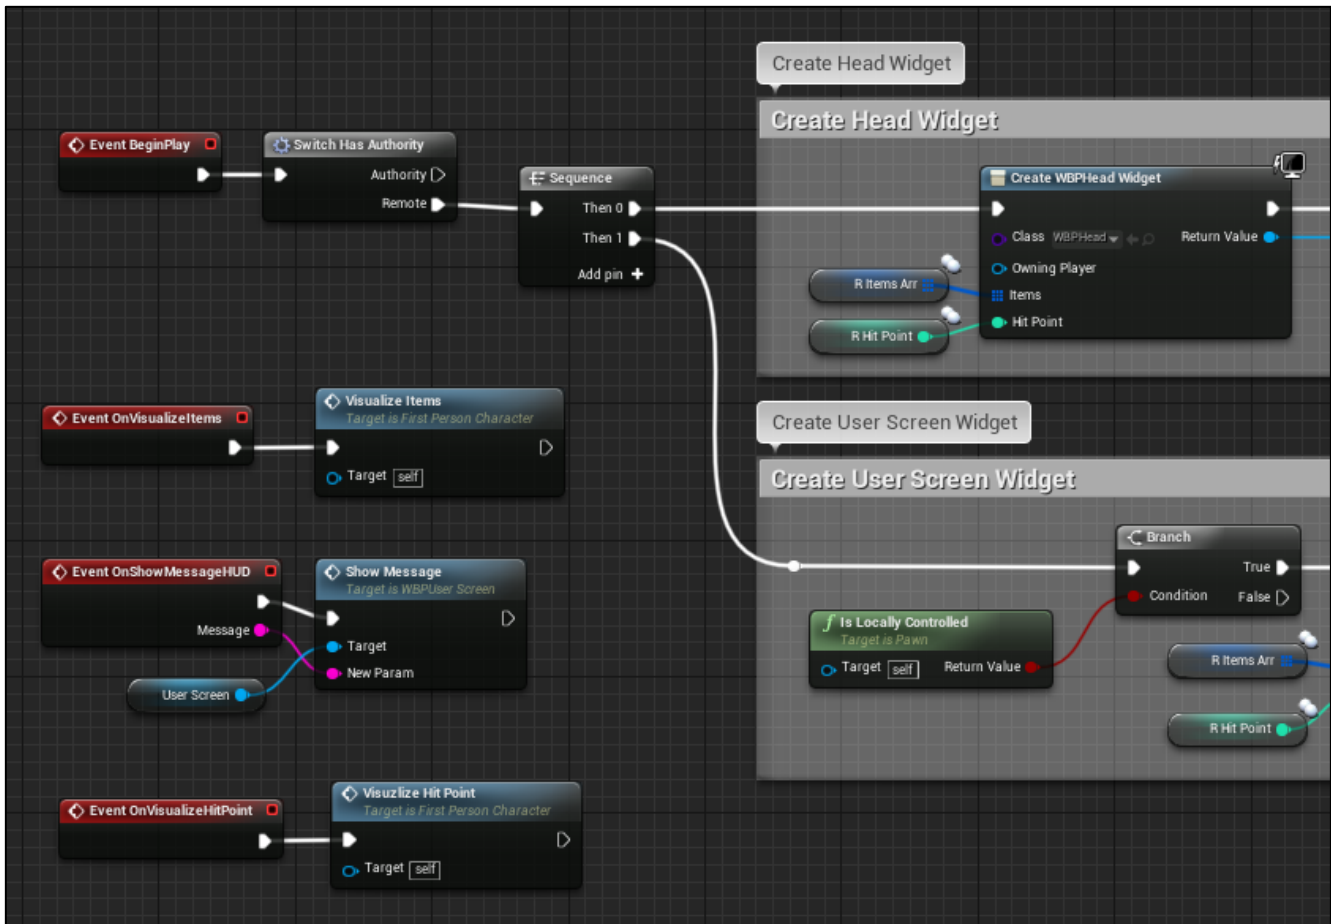 Create Head Widget
Create Head Widget
Event BeginPlay
Switch Has Authority
Authority
Remote
Sequence
Then 0
Then 1
Add pin
Create WBPHead Widget
Class WBPHead
Return Value
Owning Player
Items
Hit Point
R Items Arr
R Hit Point
Event OnVisualizeItems
Visualize Items
Target is First Person Character
Target self
Create User Screen Widget
Create User Screen Widget
Event OnShowMessageHUD
Message
Show Message
Target is WBPUser Screen
Target
New Param
User Screen
Branch
True
Condition
False
Is Locally Controlled
Target is Pawn
Target self
Return Value
R Items Arr
R Hit Point
Event OnVisualizeHitPoint
Visuzlize Hit Point
Target is First Person Character
Target self